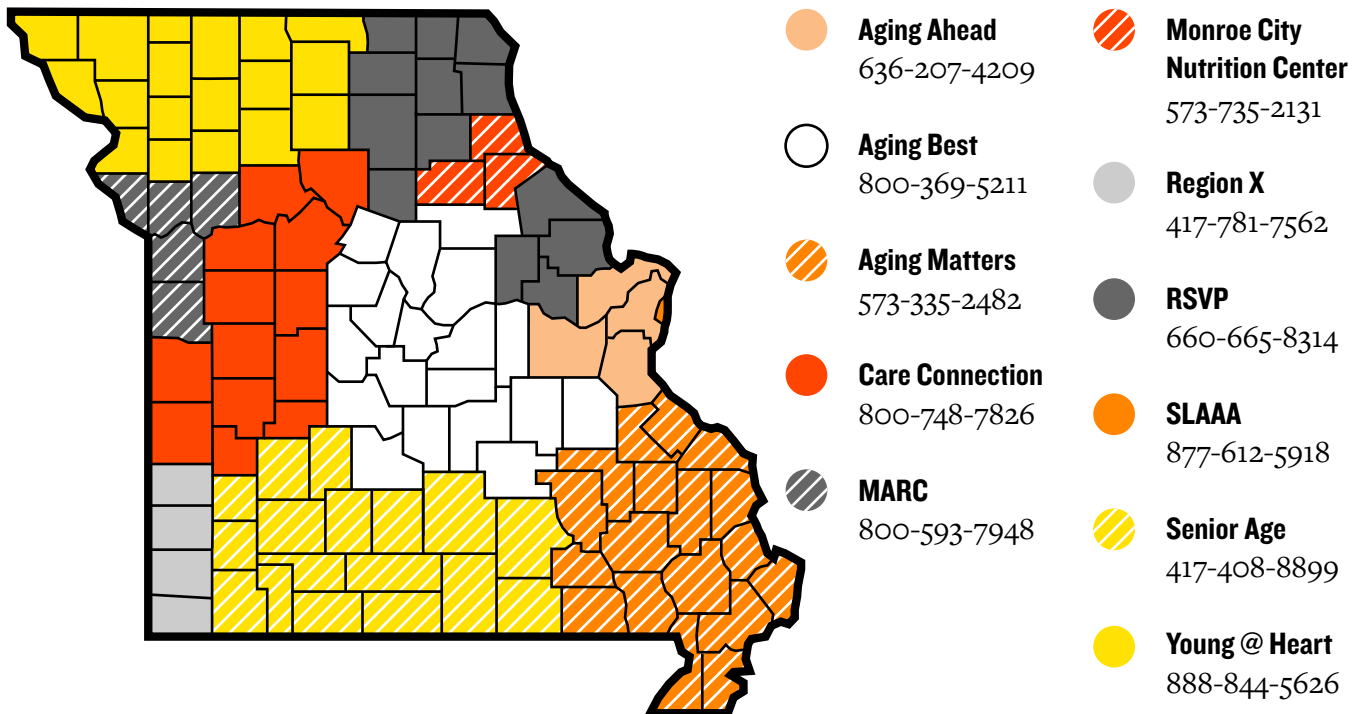 Aging Ahead
636-207-4209
Aging Best
800-369-5211
Aging Matters
573-335-2482
Care Connection
800-748-7826
MARC
800-593-7948
Monroe City
Nutrition Center
573-735-2131
Region X
417-781-7562
RSVP
660-665-8314
SLAAA
877-612-5918
Senior Age
417-408-8899
Young @ Heart
888-844-5626